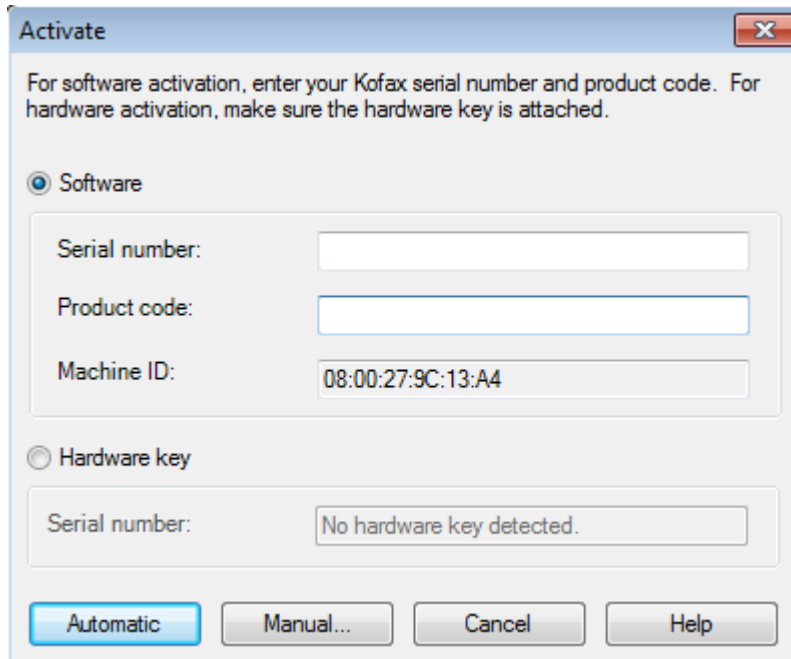 Activate
For software activation, enter your Kofax serial number and product code. For
hardware activation, make sure the hardware key is attached.
Software
Serial number:
Product code:
Machine ID: 08:00:27:9C:13:A4
Hardware key
Serial number: No hardware key detected.
Automatic Manual... Cancel Help